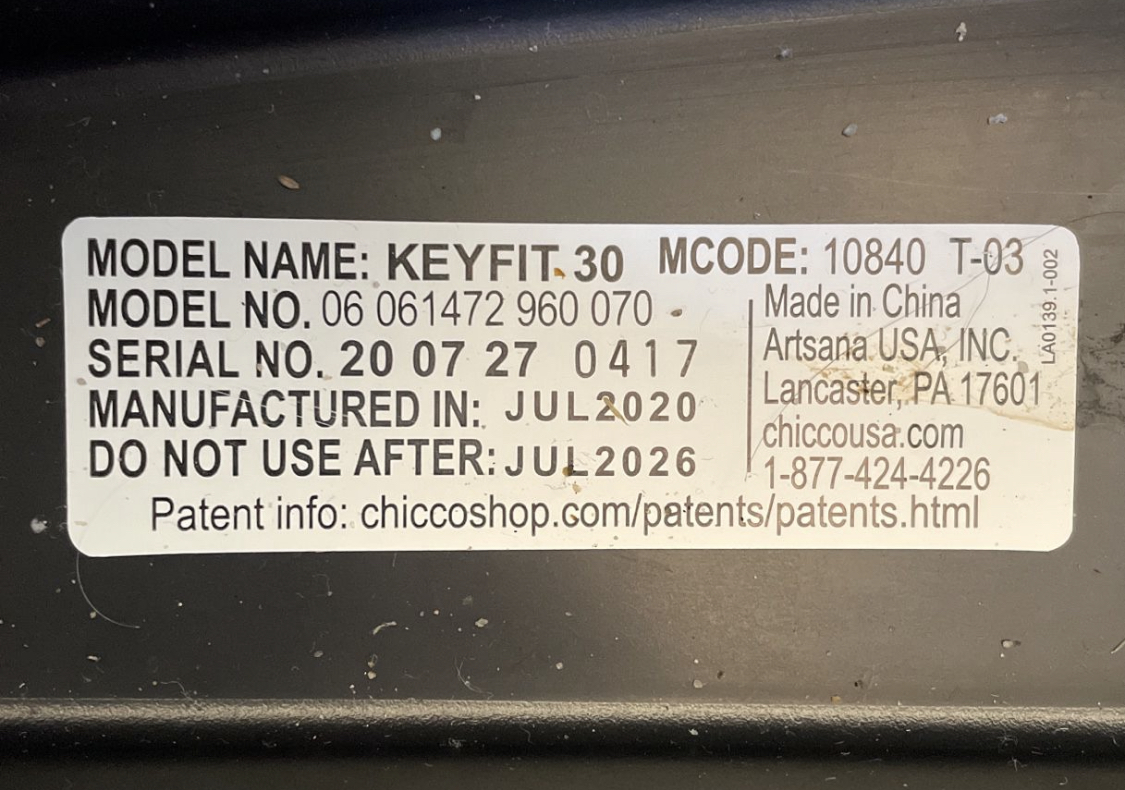 MODEL NAME: KEYFIT 30 MCODE: 10840 T-03
MODEL NO. 06 061472 960 070
SERIAL NO. 20 07 27 0417
MANUFACTURED IN: JUL2020
DO NOT USE AFTER: JUL2026
Made in China
Artsana USA, INC.
Lancaster, PA 17601
chiccousa.com
1-877-424-4226
LA0139.1-002
Patent info: chiccoshop.com/patents/patents.html